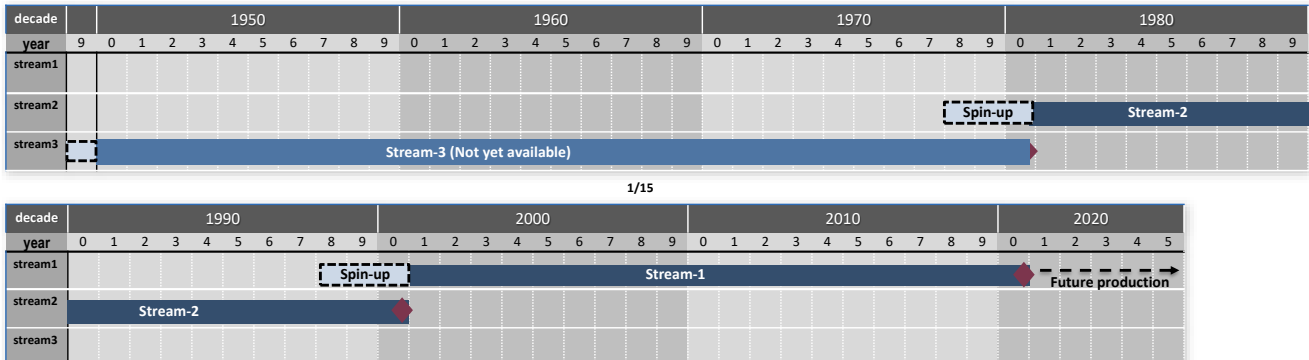 decade 1950 1960 1970 1980
year 9 0 1 2 3 4 5 6 7 8 9 0 1 2 3 4 5 6 7 8 9 0 1 2 3 4 5 6 7 8 9 0 1 2 3 4 5 6 7 8 9
stream1
stream2 Spin-up Stream-2
stream3 Stream-3 (Not yet available)
1/15
decade 1990 2000 2010 2020
year 0 1 2 3 4 5 6 7 8 9 0 1 2 3 4 5 6 7 8 9 0 1 2 3 4 5 6 7 8 9 0 1 2 3 4 5
stream1 Spin-up Stream-1 Future production
stream2 Stream-2
stream3